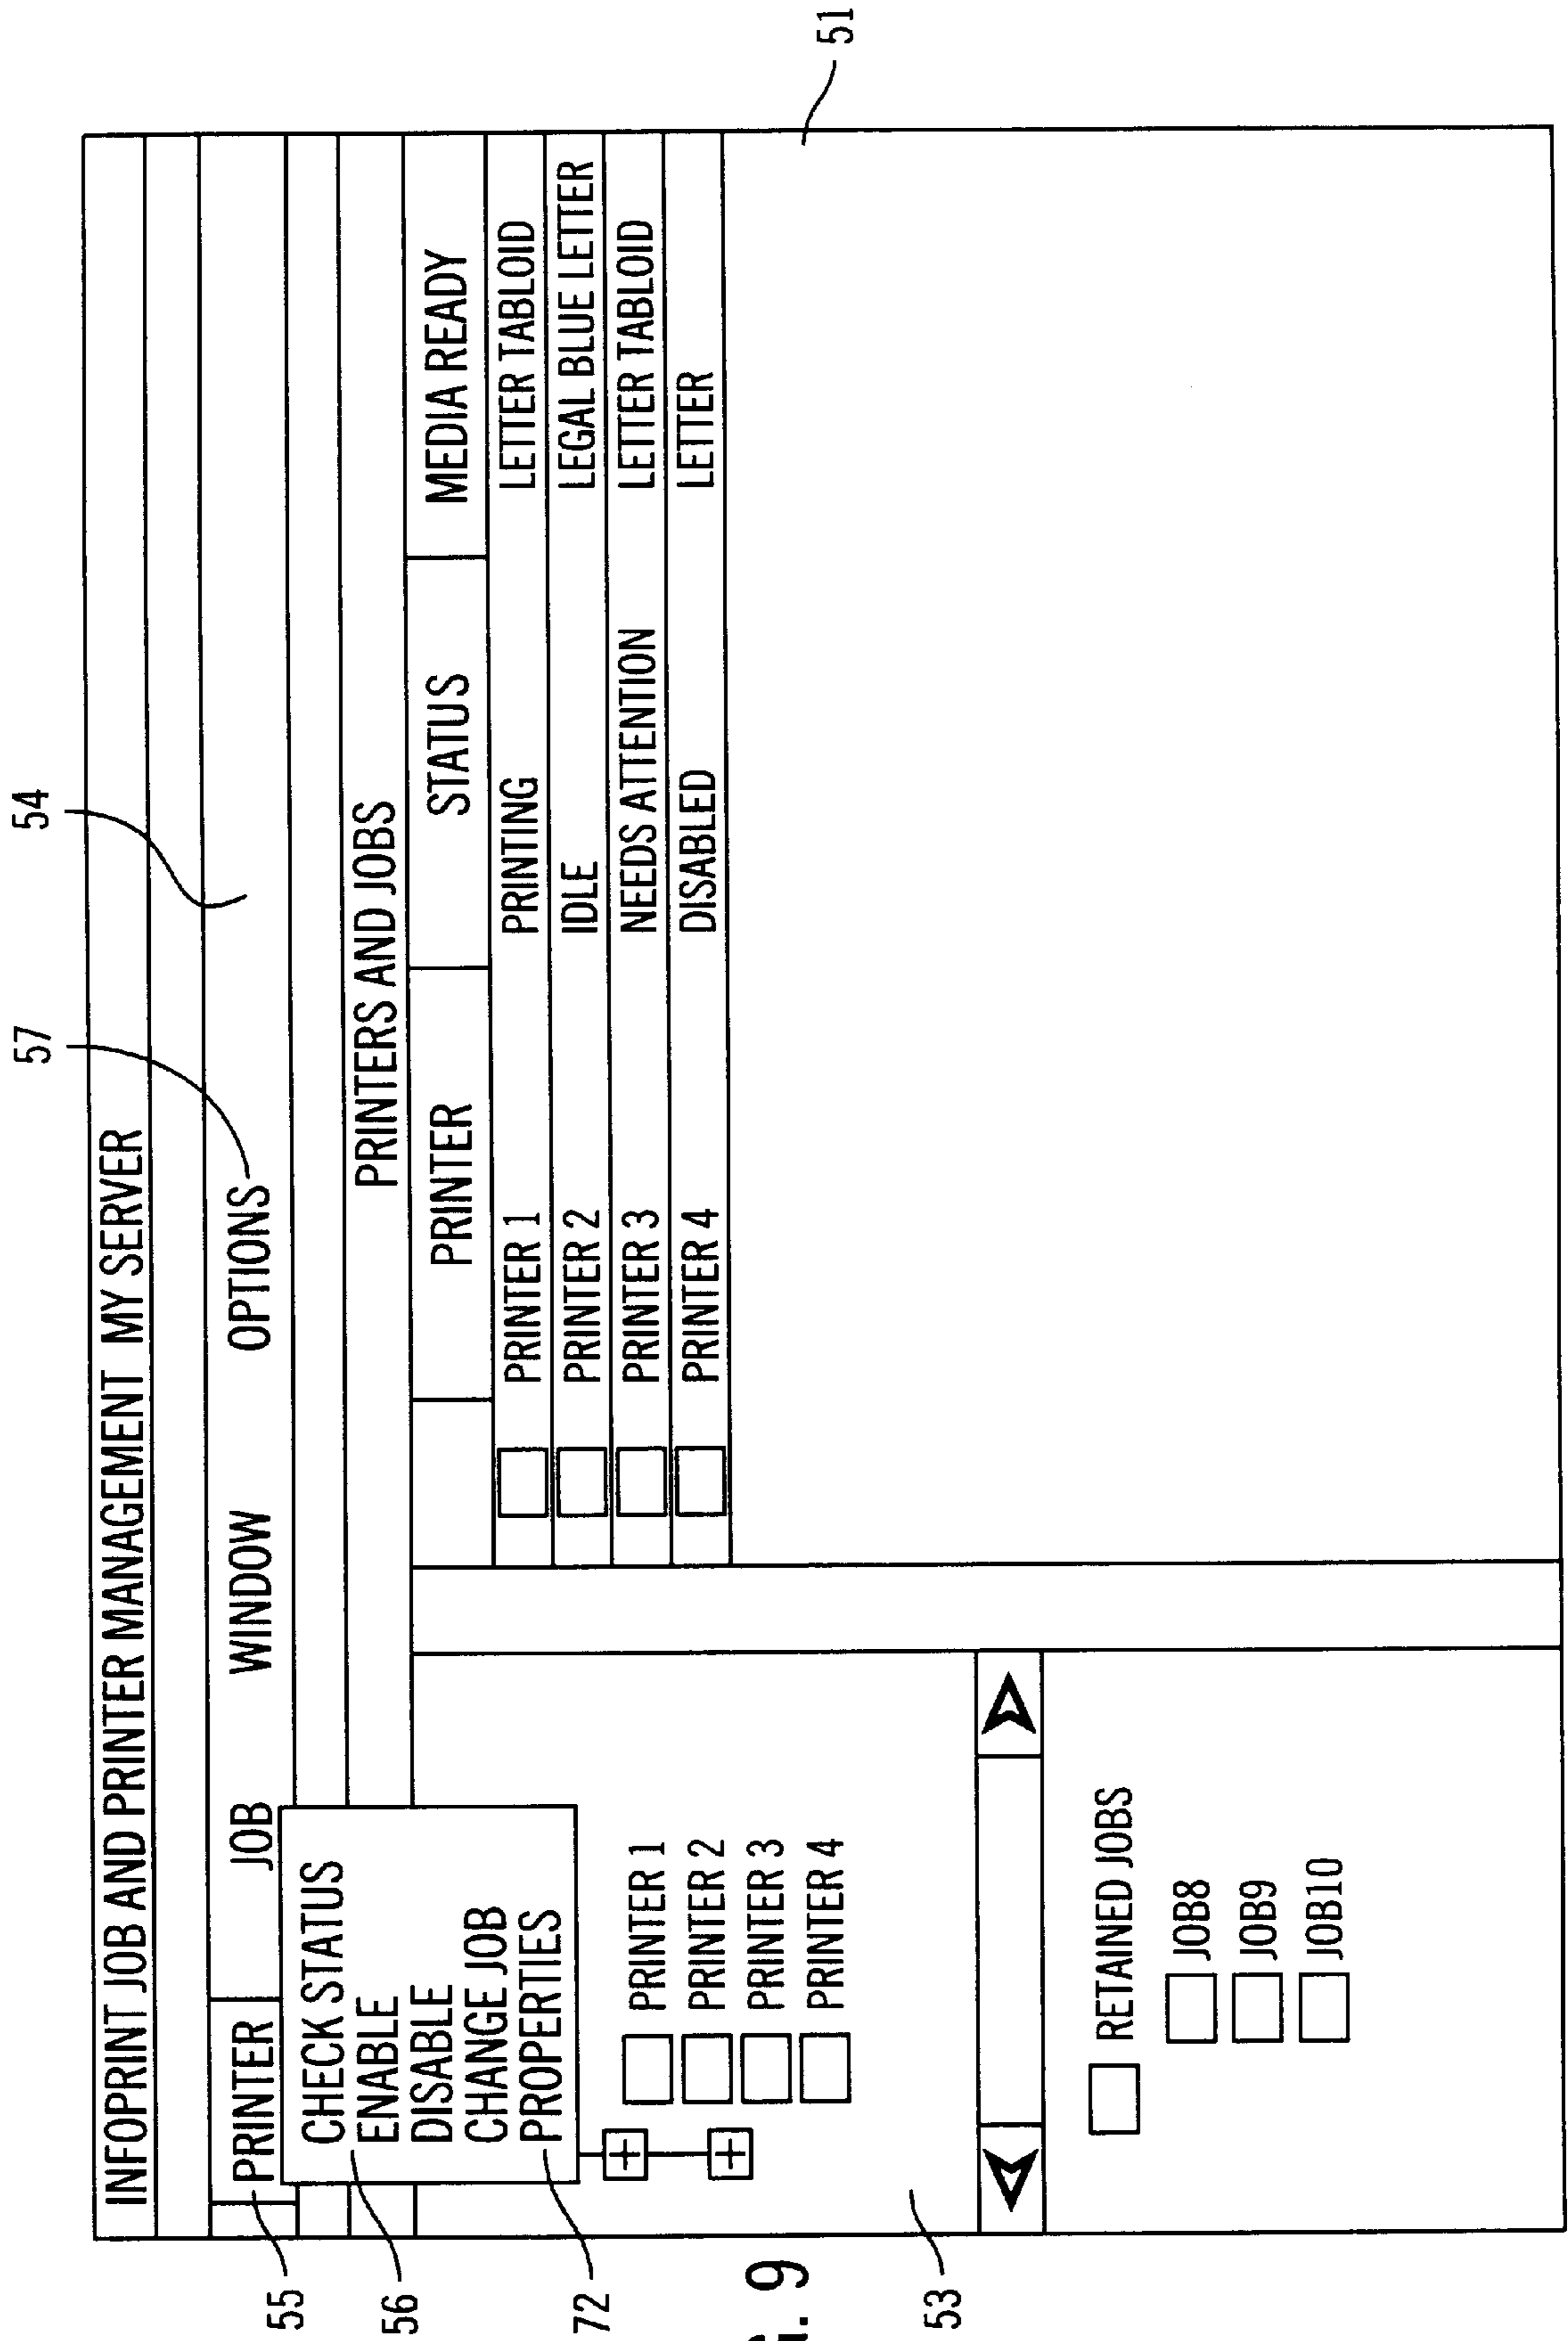 INFOPRINT JOB AND PRINTER MANAGEMENT MY SERVER
54
57
55
PRINTER JOB WINDOW OPTIONS
56
CHECK STATUS
ENABLE
DISABLE
CHANGE JOB
PROPERTIES
72
PRINTERS AND JOBS
PRINTER STATUS MEDIA READY
PRINTER 1 PRINTING LETTER TABLOID
PRINTER 2 IDLE LEGAL BLUE LETTER
PRINTER 3 NEEDS ATTENTION LETTER TABLOID
PRINTER 4 DISABLED LETTER
51
PRINTER 1
PRINTER 2
PRINTER 3
PRINTER 4
53
RETAINED JOBS
JOB8
JOB9
JOB10
G. 9